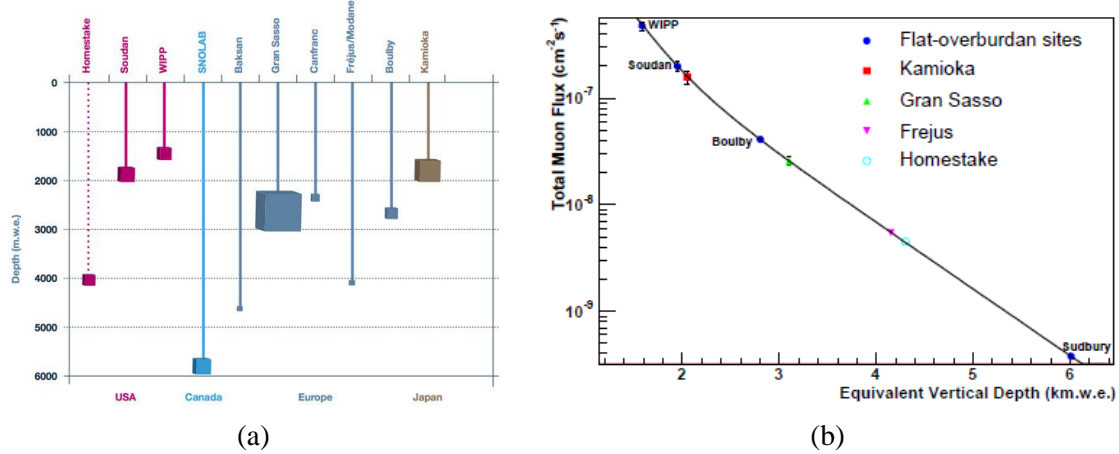 Homestake
Soudan
WIPP
SNOLAB
Baksan
Gran Sasso
Canfranc
Fréjus/Modane
Boulby
Kamioka
0
1000
2000
3000
4000
5000
6000
Depth (m.w.e.)
USA
Canada
Europe
Japan
(a)
Total Muon Flux (cm-2s-1)
10-7
10-8
10-9
WIPP
Soudan
Boulby
Sudbury
Flat-overburdan sites
Kamioka
Gran Sasso
Frejus
Homestake
2
3
4
5
6
Equivalent Vertical Depth (km.w.e.)
(b)